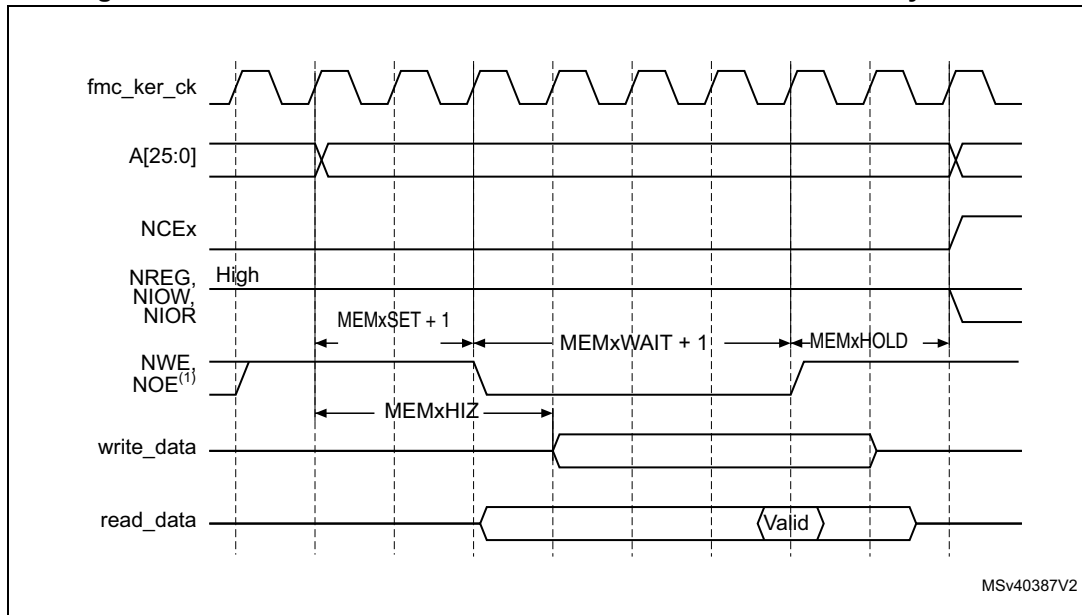 fmc_ker_ck
A[25:0]
NCEx
NREG,
NIOW,
NIOR
High
MEMxSET + 1
MEMxWAIT + 1
MEMxHOLD
NWE,
NOE(1)
MEMxHIZ
write_data
read_data
Valid
MSv40387V2